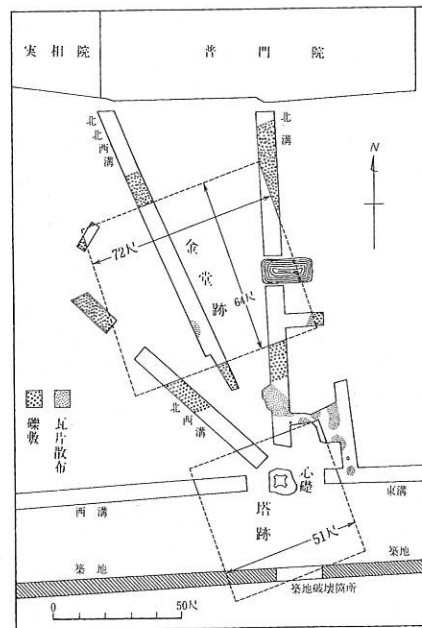 実相院
普門院
北北西溝
北溝
N
72尺
金堂跡
64尺
礫敷
瓦片散布
北西溝
心礎
塔跡
西溝
東溝
51尺
築地
築地
築地破壊箇所
0
50尺